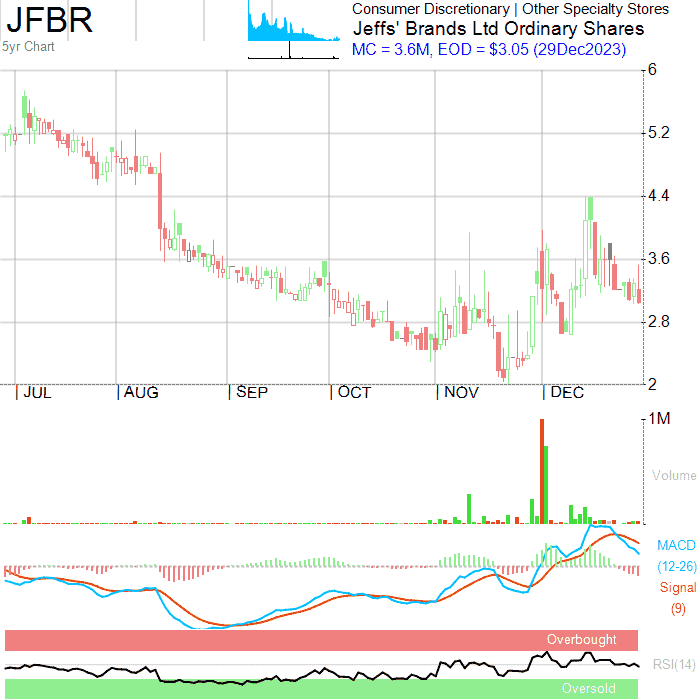 JFBR
5yr Chart
Consumer Discretionary | Other Specialty Stores
Jeffs' Brands Ltd Ordinary Shares
MC = 3.6M, EOD = $3.05 (29Dec2023)
6
5.2
4.4
3.6
2.8
2
JUL AUG SEP OCT NOV DEC
1M
Volume
MACD
(12-26)
Signal
(9)
Overbought
RSI(14)
Oversold